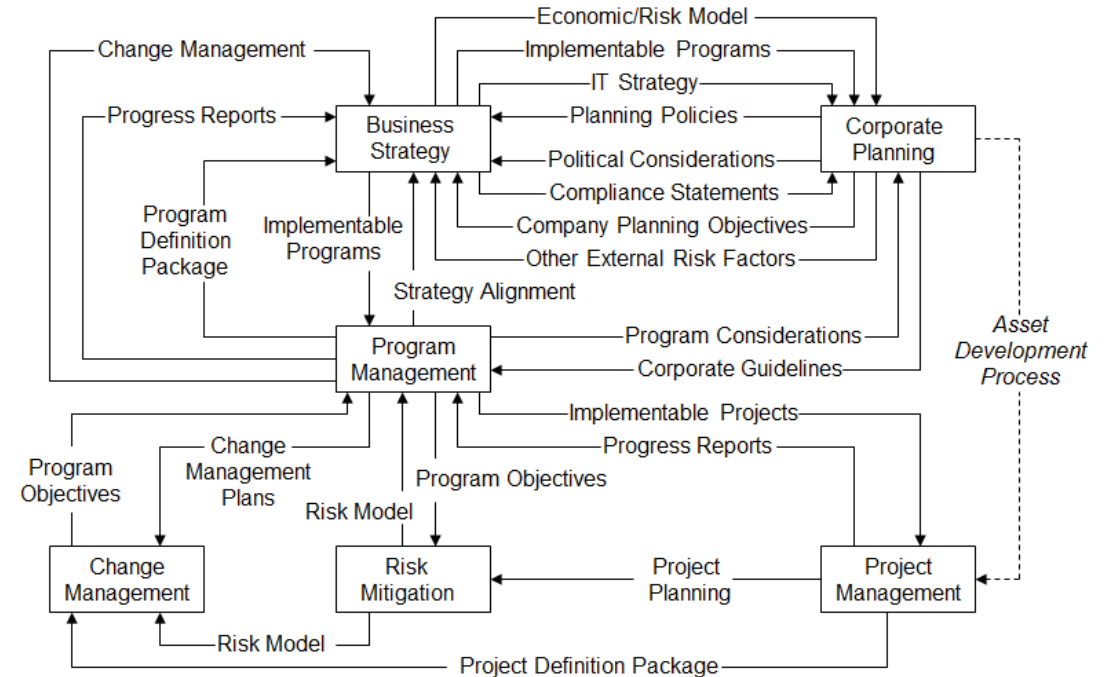 Economic/Risk Model
Change Management
Implementable Programs
IT Strategy
Progress Reports
Planning Policies
Business
Strategy
Corporate
Planning
Political Considerations
Compliance Statements
Program
Definition
Package
Implementable
Programs
Company Planning Objectives
Other External Risk Factors
Strategy Alignment
Asset
Development
Process
Program
Management
Program Considerations
Corporate Guidelines
Implementable Projects
Progress Reports
Program
Objectives
Change
Management
Plans
Program Objectives
Risk Model
Change
Management
Risk
Mitigation
Project
Planning
Project
Management
Risk Model
Project Definition Package